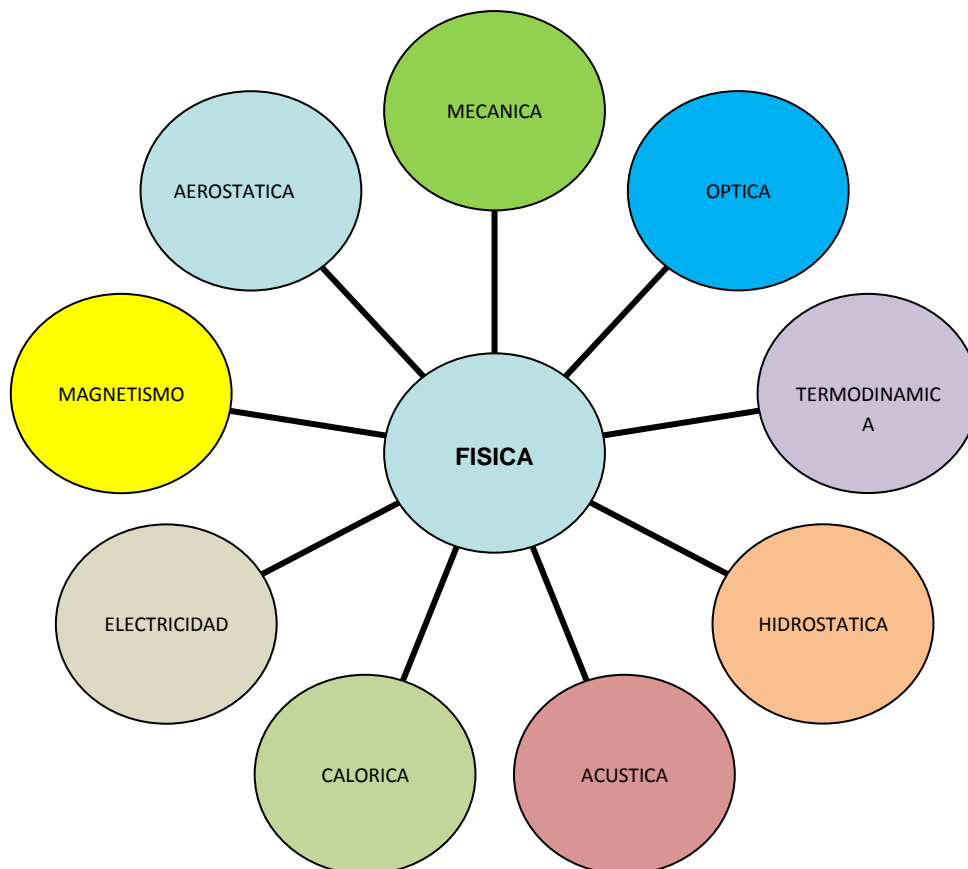 MECANICA
OPTICA
AEROSTATICA
TERMODINAMIC
A
MAGNETISMO
FISICA
HIDROSTATICA
ELECTRICIDAD
CALORICA
ACUSTICA